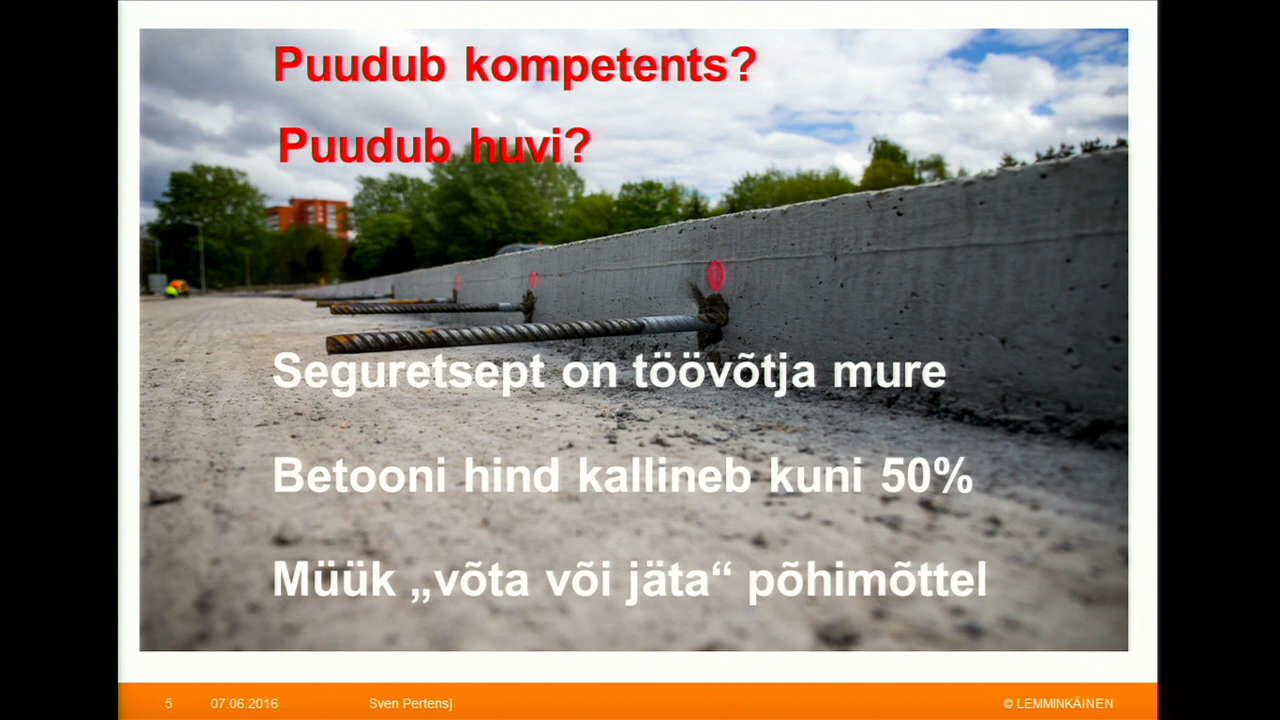 Puudub kompetents?
Puudub huvi?
Seguretsept on töövõtja mure
Betooni hind kallineb kuni 50%
Müük „võta või jäta“ põhimõttel
5 07.06.2016 Sven Pertens] © LEMMINKÄINEN